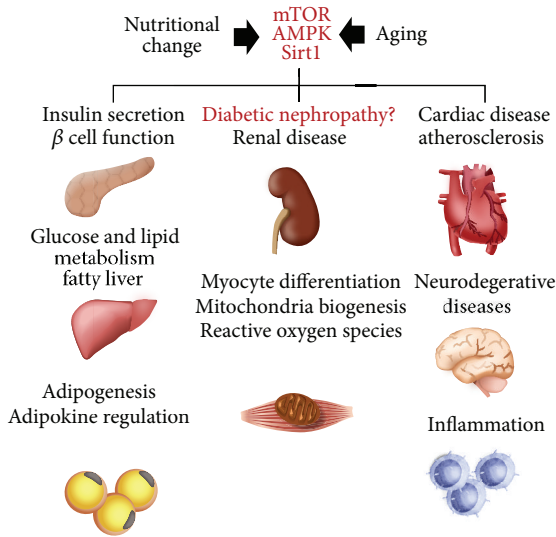 Nutritional
change
mTOR
AMPK
Sirt1
Aging
Insulin secretion
β cell function
Diabetic nephropathy?
Renal disease
Cardiac disease
atherosclerosis
Glucose and lipid
metabolism
fatty liver
Myocyte differentiation
Mitochondria biogenesis
Reactive oxygen species
Neurodegerative
diseases
Adipogenesis
Adipokine regulation
Inflammation